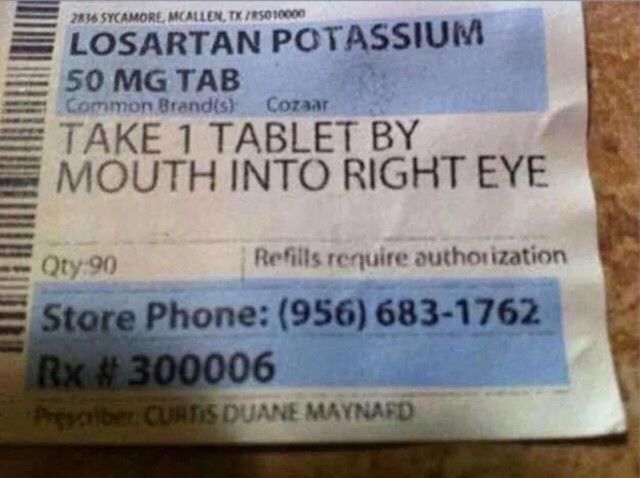 2836 SYCAMORE, MCALLEN, TX /85010000
LOSARTAN POTASSIUM
50 MG TAB
Common Brand(s): Cozaar
TAKE 1 TABLET BY
MOUTH INTO RIGHT EYE
Qty:90 Refills require authorization
Store Phone: (956) 683-1762
Rx # 300006
Prescriber: CURTIS DUANE MAYNARD